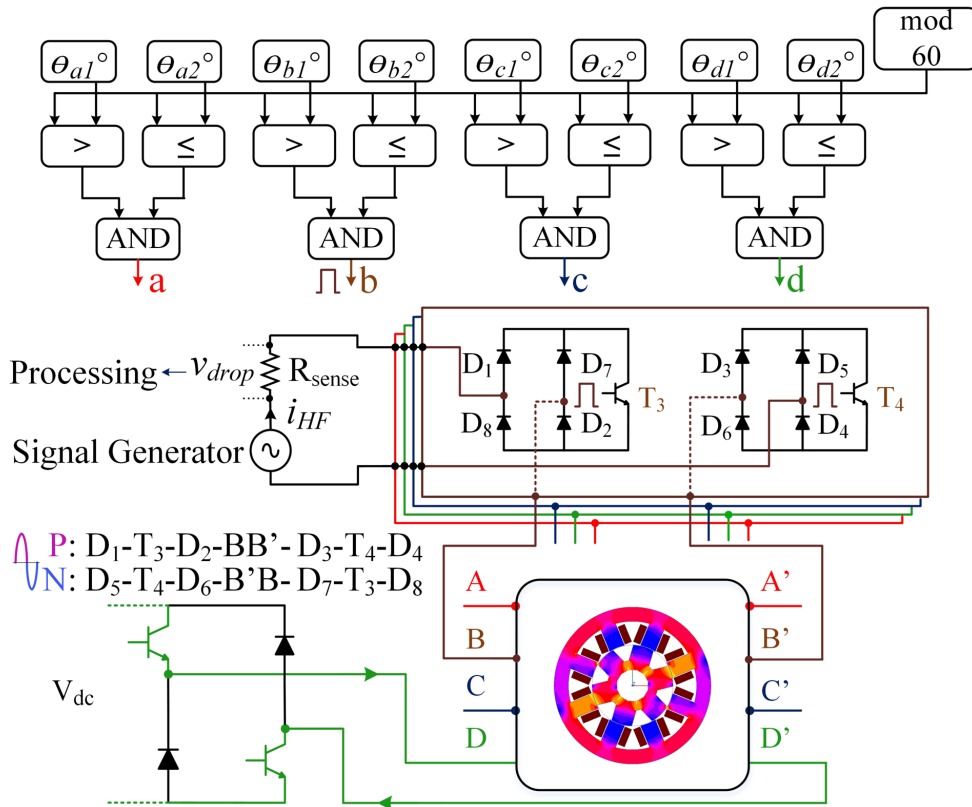 mod
60
θa1° θa2° θb1° θb2° θc1° θc2° θd1° θd2°
> ≤ > ≤ > ≤ > ≤
AND AND AND AND
a b c d
Processing vdrop Rsense
iHF
Signal Generator
D1 D7 D3 D5
T3 T4
D8 D2 D6 D4
P: D1-T3-D2-BB'-D3-T4-D4
N: D5-T4-D6-B'B-D7-T3-D8
A A'
B B'
C C'
D D'
Vdc